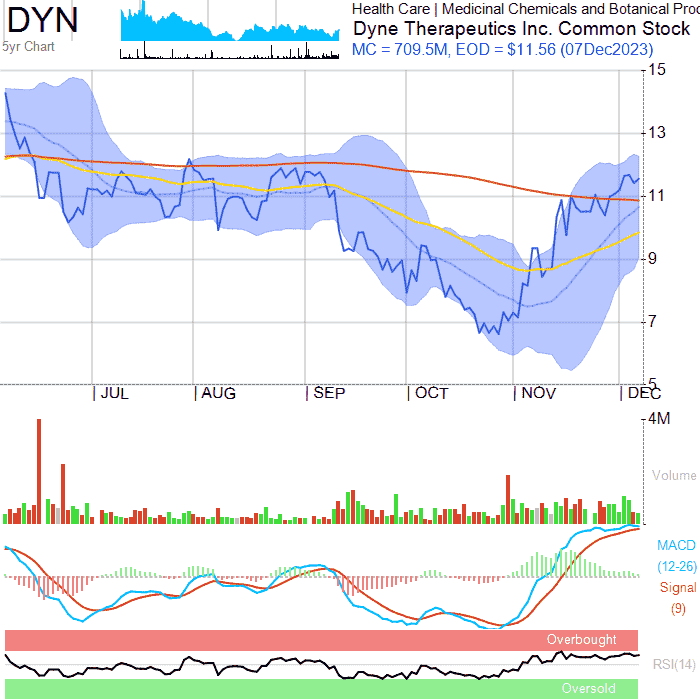 DYN
5yr Chart
Health Care | Medicinal Chemicals and Botanical Prod
Dyne Therapeutics Inc. Common Stock
MC = 709.5M, EOD = $11.56 (07Dec2023)
15
13
11
9
7
5
JUL
AUG
SEP
OCT
NOV
DEC
4M
Volume
MACD
(12-26)
Signal
(9)
Overbought
RSI(14)
Oversold